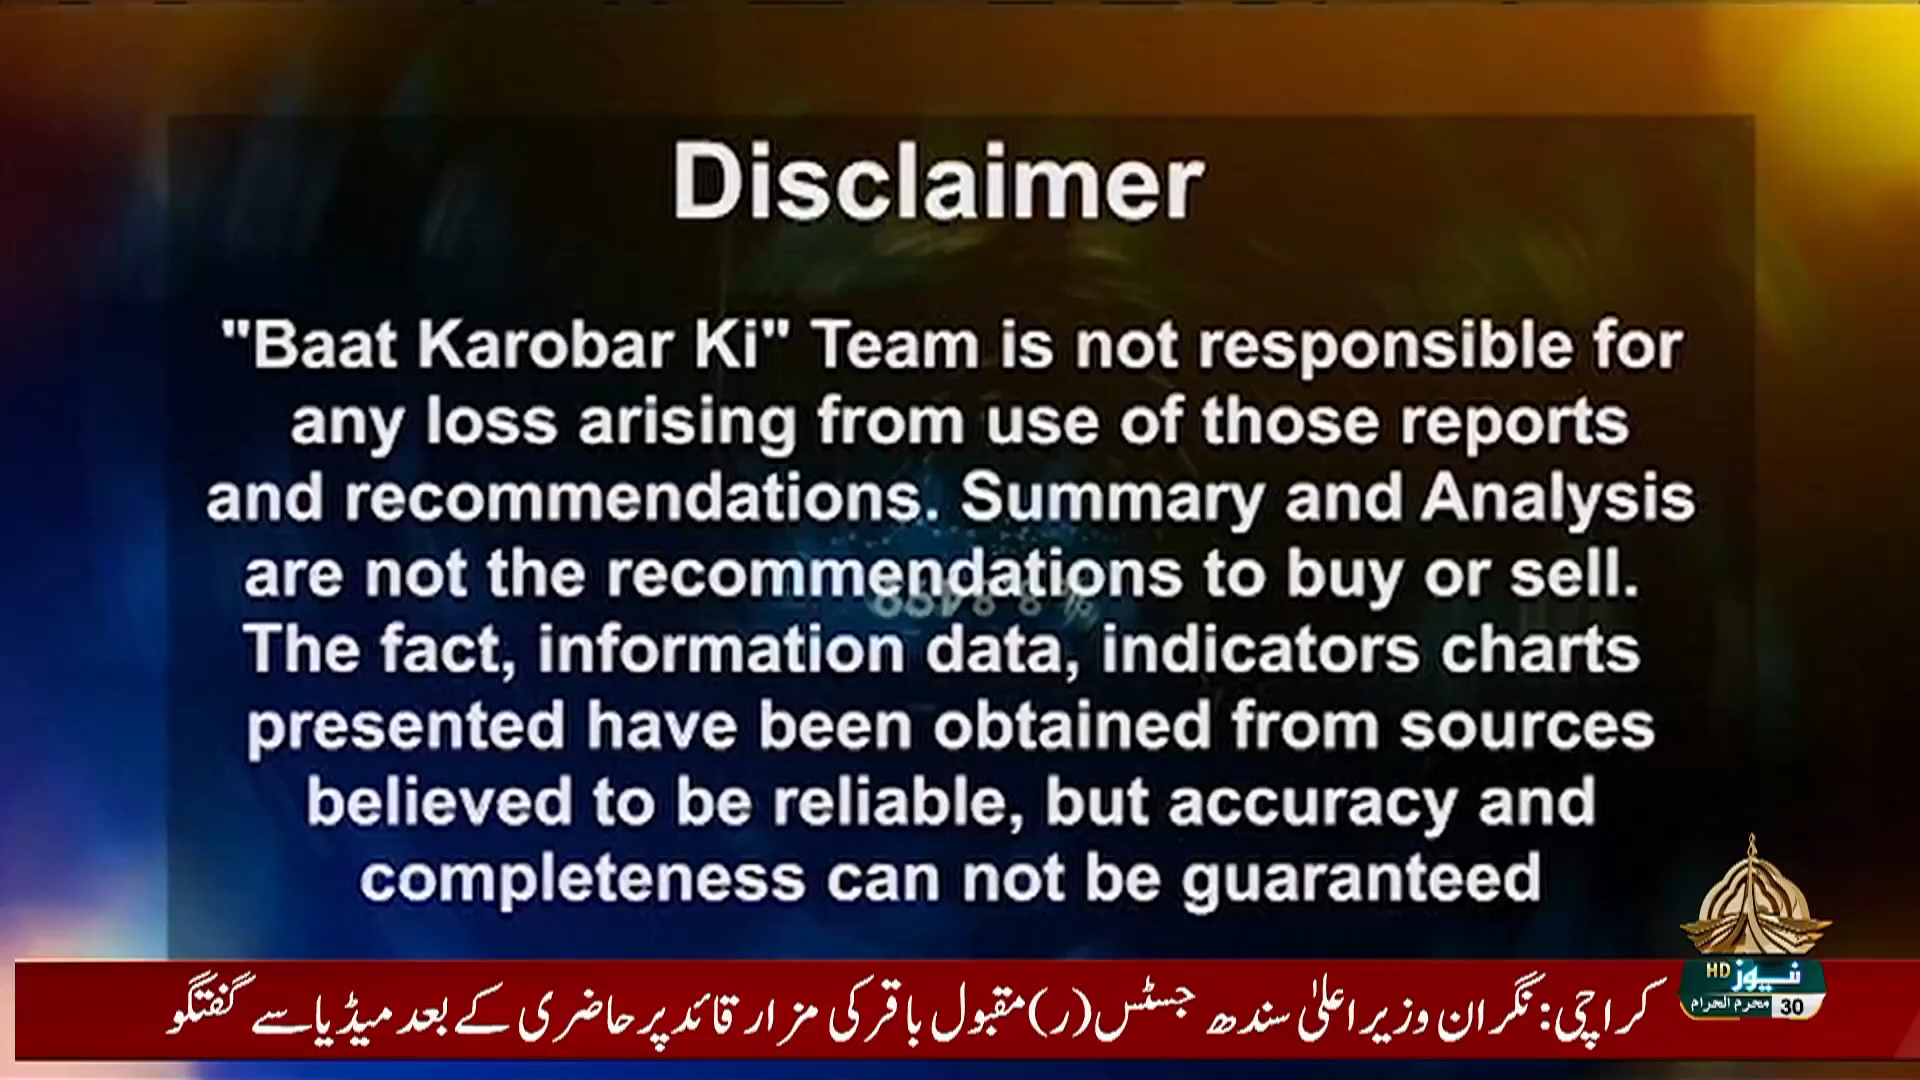 Disclaimer
"Baat Karobar Ki" Team is not responsible for
any loss arising from use of those reports
and recommendations. Summary and Analysis
are not the recommendations to buy or sell.
The fact, information data, indicators charts
presented have been obtained from sources
believed to be reliable, but accuracy and
completeness can not be guaranteed
نیوز HD
30 محرم الحرام
کراچی: نگران وزیراعلیٰ سندھ جسٹس (ر) مقبول باقر کی مزار قائد پر حاضری کے بعد میڈیا سے گفتگو